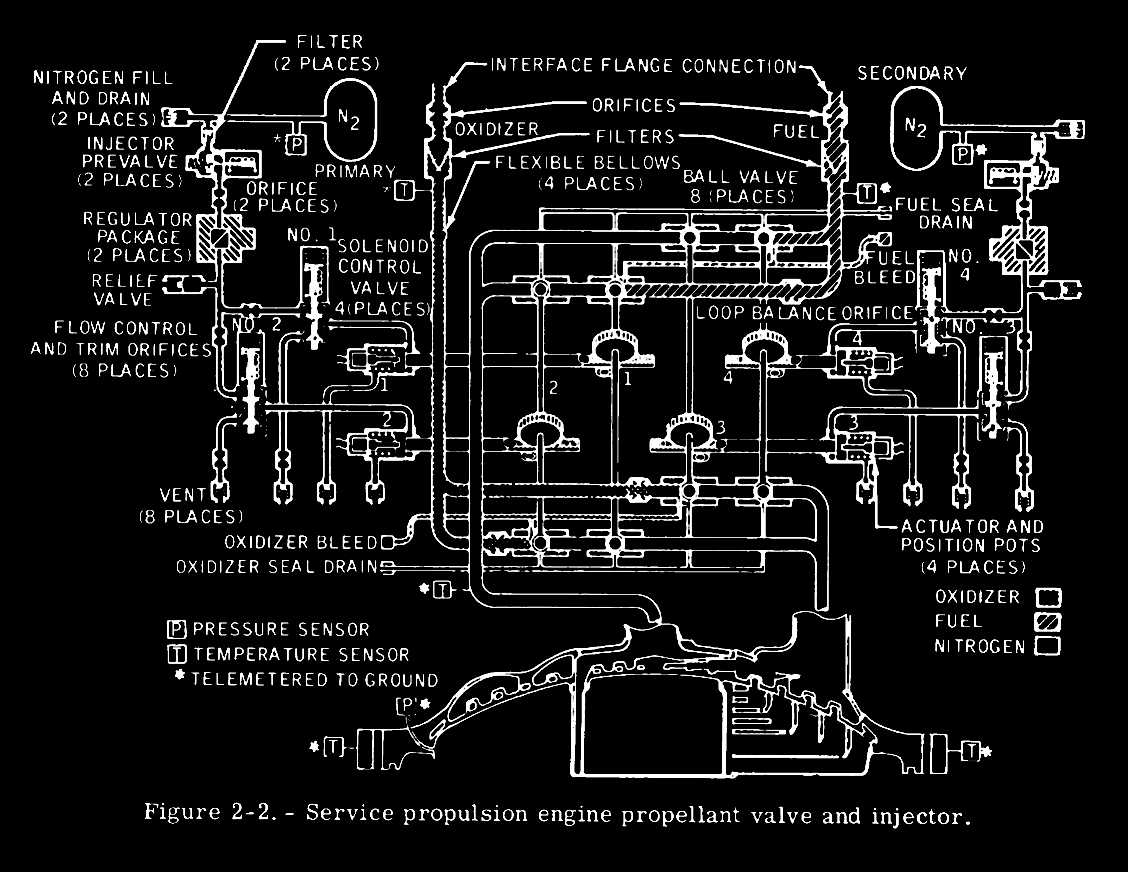 FILTER
(2 PLACES)
NITROGEN FILL
AND DRAIN
(2 PLACES)
INJECTOR
PREVALVE
(2 PLACES)
* P
N2
PRIMARY
ORIFICE
(2 PLACES)
REGULATOR
PACKAGE
(2 PLACES)
RELIEF
VALVE
FLOW CONTROL
AND TRIM ORIFICES
(8 PLACES)
NO. 1
NO. 2
SOLENOID
CONTROL
VALVE
4(PLACES)
INTERFACE FLANGE CONNECTION
ORIFICES
OXIDIZER
FUEL
FILTERS
FLEXIBLE BELLOWS
(4 PLACES)
BALL VALVE
8 (PLACES)
* T
T *
SECONDARY
N2
P *
FUEL SEAL
DRAIN
FUEL
BLEED
NO.
4
LOOP BALANCE ORIFICE
NO. 3
1
2
2
1
4
3
4
3
VENT
(8 PLACES)
OXIDIZER BLEED
OXIDIZER SEAL DRAIN
* T
ACTUATOR AND
POSITION POTS
(4 PLACES)
OXIDIZER
FUEL
NITROGEN
P PRESSURE SENSOR
T TEMPERATURE SENSOR
* TELEMETERED TO GROUND
P *
* T
T *
Figure 2-2. - Service propulsion engine propellant valve and injector.